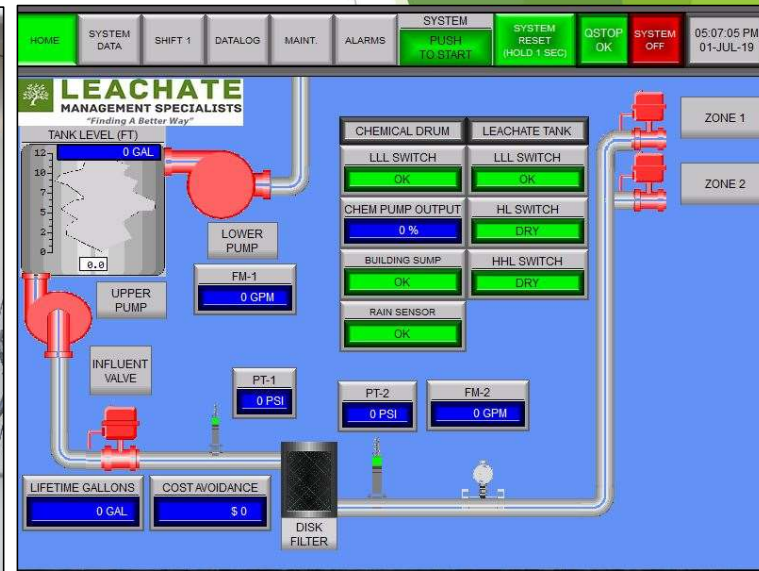 HOME
SYSTEM
DATA
SHIFT 1
DATALOG
MAINT.
ALARMS
SYSTEM
PUSH
TO START
SYSTEM
RESET
(HOLD 1 SEC)
QSTOP
OK
SYSTEM
OFF
05:07:05 PM
01-JUL-19
LEACHATE
MANAGEMENT SPECIALISTS
"Finding A Better Way"
TANK LEVEL (FT)
0 GAL
12
10
7
5
2
0
0.0
LOWER
PUMP
FM-1
0 GPM
UPPER
PUMP
INFLUENT
VALVE
CHEMICAL DRUM
LLL SWITCH
OK
CHEM PUMP OUTPUT
0 %
BUILDING SUMP
OK
RAIN SENSOR
OK
LEACHATE TANK
LLL SWITCH
OK
HL SWITCH
DRY
HHL SWITCH
DRY
ZONE 1
ZONE 2
PT-1
0 PSI
PT-2
0 PSI
FM-2
0 GPM
LIFETIME GALLONS
0 GAL
COST AVOIDANCE
$ 0
DISK
FILTER